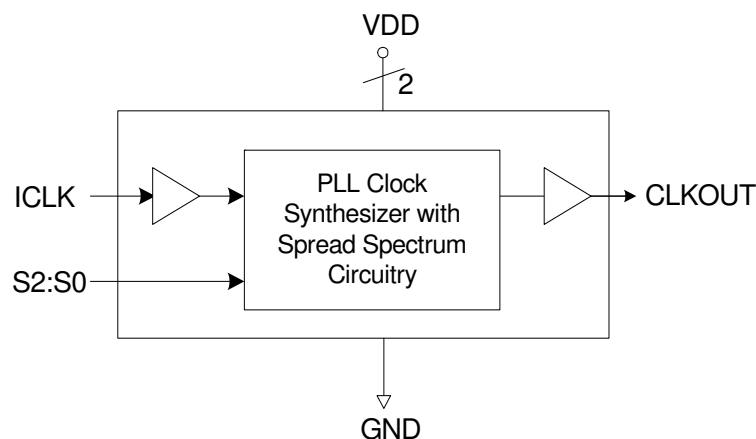 VDD
2
ICLK
PLL Clock
Synthesizer with
Spread Spectrum
Circuitry
CLKOUT
S2:S0
GND